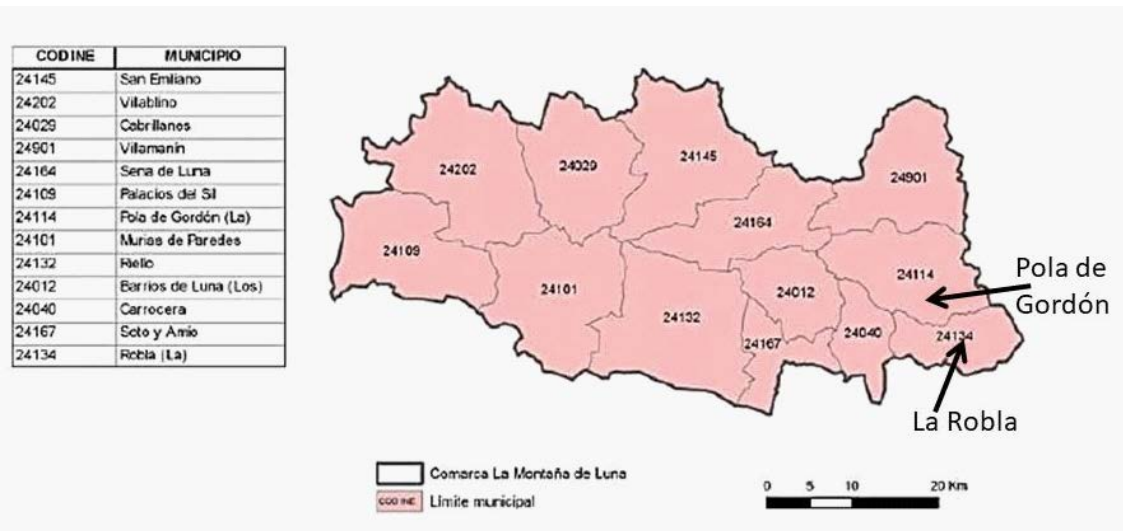 CODINE MUNICIPIO
24145 San Emiliano
24202 Villablino
24029 Cabrillanes
24901 Villamanín
24164 Sena de Luna
24109 Palacios del Sil
24114 Pola de Gordón (La)
24101 Murias de Paredes
24132 Riello
24012 Barrios de Luna (Los)
24040 Carrocera
24167 Soto y Amio
24134 Robla (La)
24202
24029
24145
24901
24164
24109
24114
24101
24012
24132
24167
24040
24134
Pola de
Gordón
La Robla
Comarca La Montaña de Luna
CODINE Límite municipal
0 5 10 20 Km